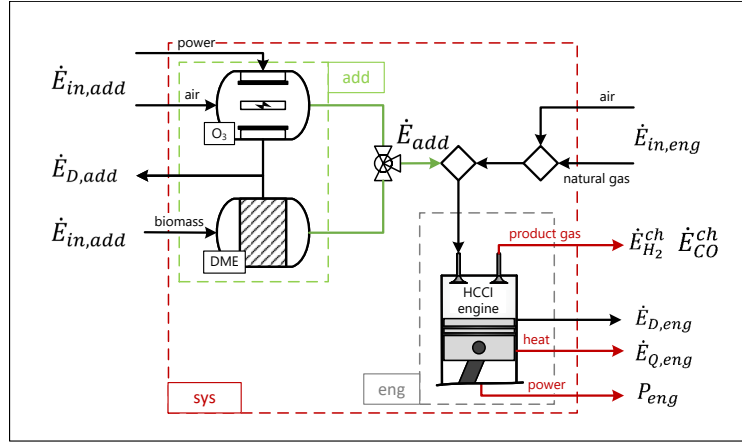 power
add
Ė_in,add
air
O₃
air
Ė_add
Ė_in,eng
Ė_D,add
natural gas
biomass
Ė_in,add
DME
product gas
Ė^ch_H₂ Ė^ch_CO
HCCI
engine
Ė_D,eng
heat
Ė_Q,eng
eng
power
P_eng
sys